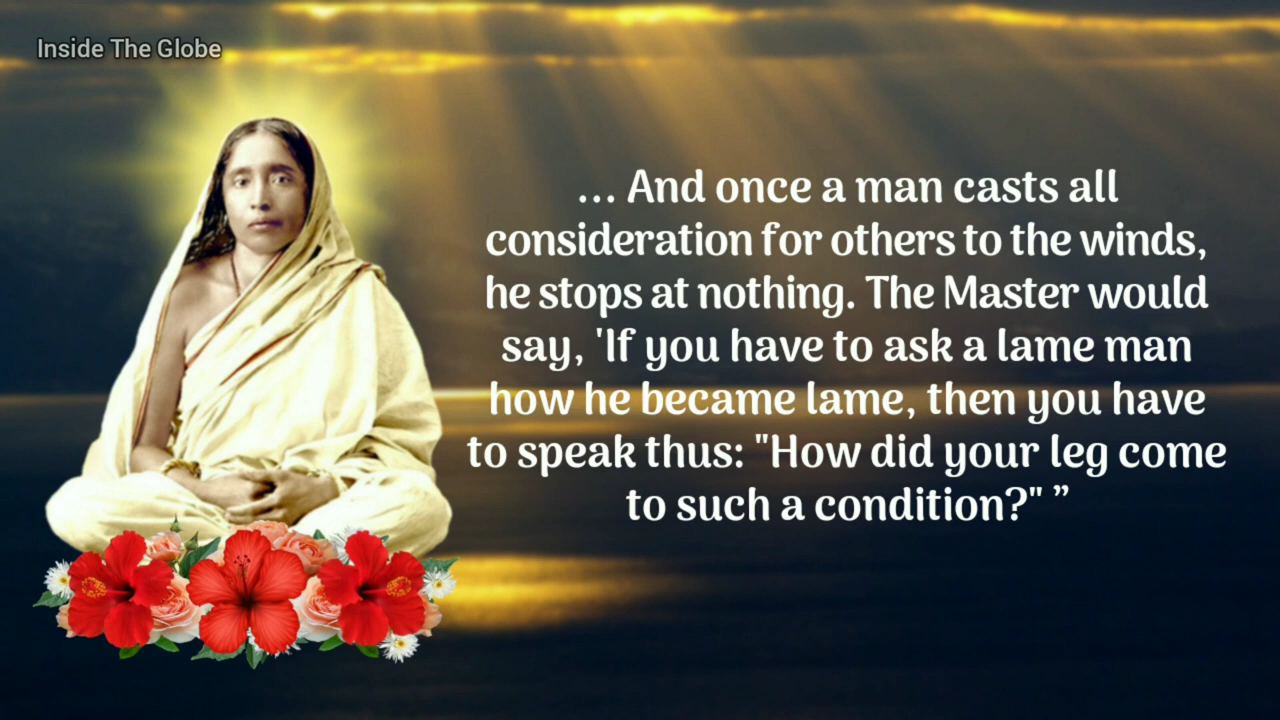 Inside The Globe
... And once a man casts all
consideration for others to the winds,
he stops at nothing. The Master would
say, 'If you have to ask a lame man
how he became lame, then you have
to speak thus: "How did your leg come
to such a condition?" ”